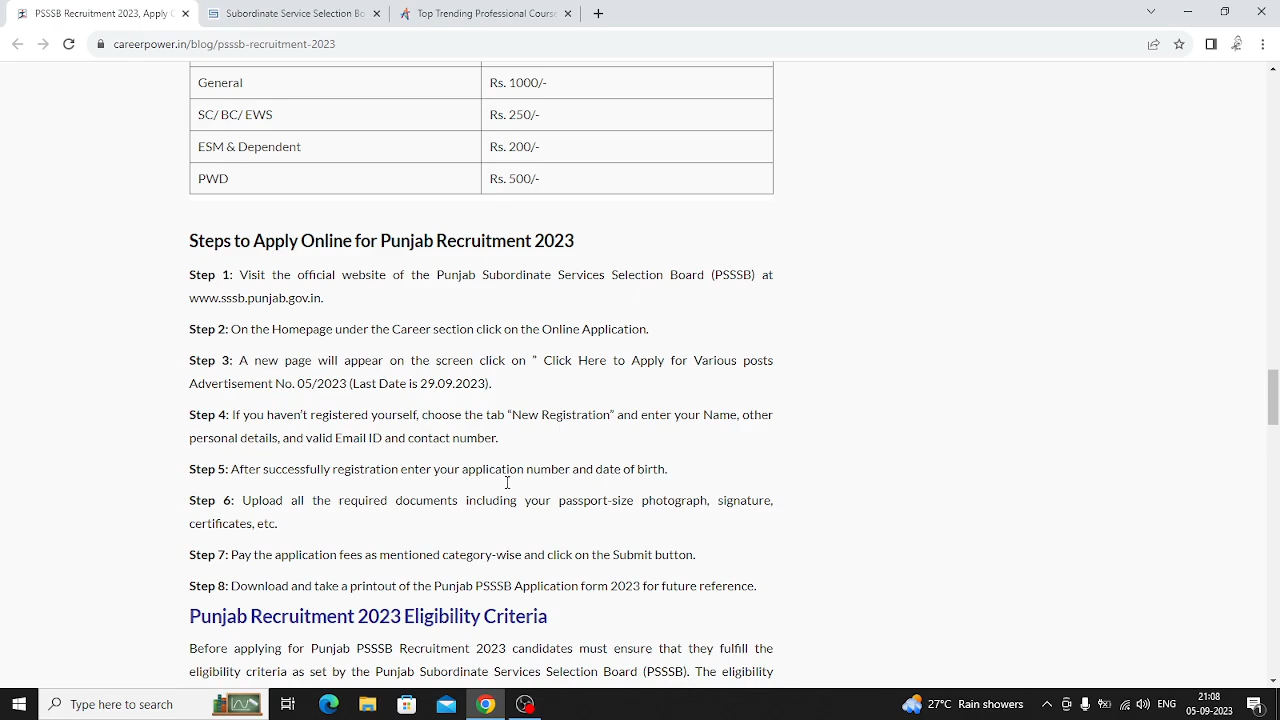 PSSSB Recruitment 2023, Apply
Subordinate Service Selection Bo
Top Trending Professional Course
careerpower.in/blog/psssb-recruitment-2023
General Rs. 1000/-
SC/ BC/ EWS Rs. 250/-
ESM & Dependent Rs. 200/-
PWD Rs. 500/-
Steps to Apply Online for Punjab Recruitment 2023
Step 1: Visit the official website of the Punjab Subordinate Services Selection Board (PSSSB) at
www.sssb.punjab.gov.in.
Step 2: On the Homepage under the Career section click on the Online Application.
Step 3: A new page will appear on the screen click on " Click Here to Apply for Various posts
Advertisement No. 05/2023 (Last Date is 29.09.2023).
Step 4: If you haven't registered yourself, choose the tab “New Registration” and enter your Name, other
personal details, and valid Email ID and contact number.
Step 5: After successfully registration enter your application number and date of birth.
Step 6: Upload all the required documents including your passport-size photograph, signature,
certificates, etc.
Step 7: Pay the application fees as mentioned category-wise and click on the Submit button.
Step 8: Download and take a printout of the Punjab PSSSB Application form 2023 for future reference.
Punjab Recruitment 2023 Eligibility Criteria
Before applying for Punjab PSSSB Recruitment 2023 candidates must ensure that they fulfill the
eligibility criteria as set by the Punjab Subordinate Services Selection Board (PSSSB). The eligibility
Type here to search
27°C Rain showers
ENG
21:08
05-09-2023
1